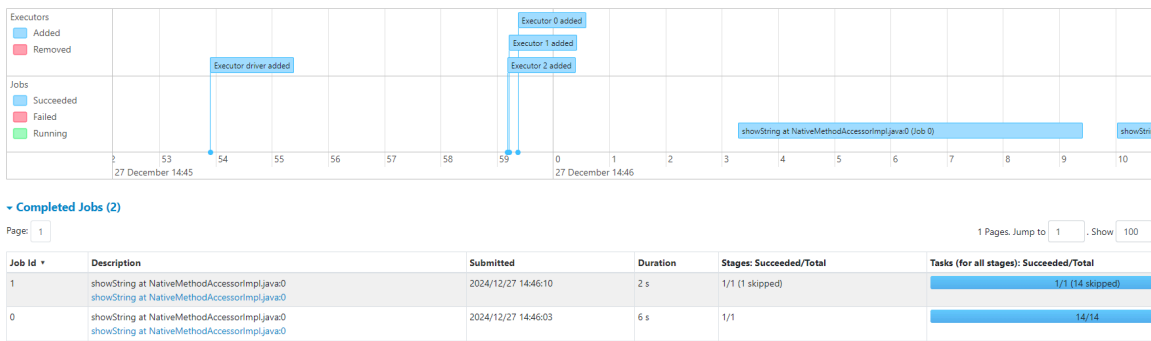 Executors
Added
Removed
Executor 0 added
Executor 1 added
Executor driver added
Executor 2 added
Jobs
Succeeded
Failed
Running
showString at NativeMethodAccessorImpl.java:0 (Job 0)
showStri
2 53 54 55 56 57 58 59 0 1 2 3 4 5 6 7 8 9 10
27 December 14:45 27 December 14:46
Completed Jobs (2)
Page: 1 1 Pages. Jump to 1 . Show 100
Job Id ▾ Description Submitted Duration Stages: Succeeded/Total Tasks (for all stages): Succeeded/Total
1 showString at NativeMethodAccessorImpl.java:0 2024/12/27 14:46:10 2 s 1/1 (1 skipped) 1/1 (14 skipped)
showString at NativeMethodAccessorImpl.java:0
0 showString at NativeMethodAccessorImpl.java:0 2024/12/27 14:46:03 6 s 1/1 14/14
showString at NativeMethodAccessorImpl.java:0